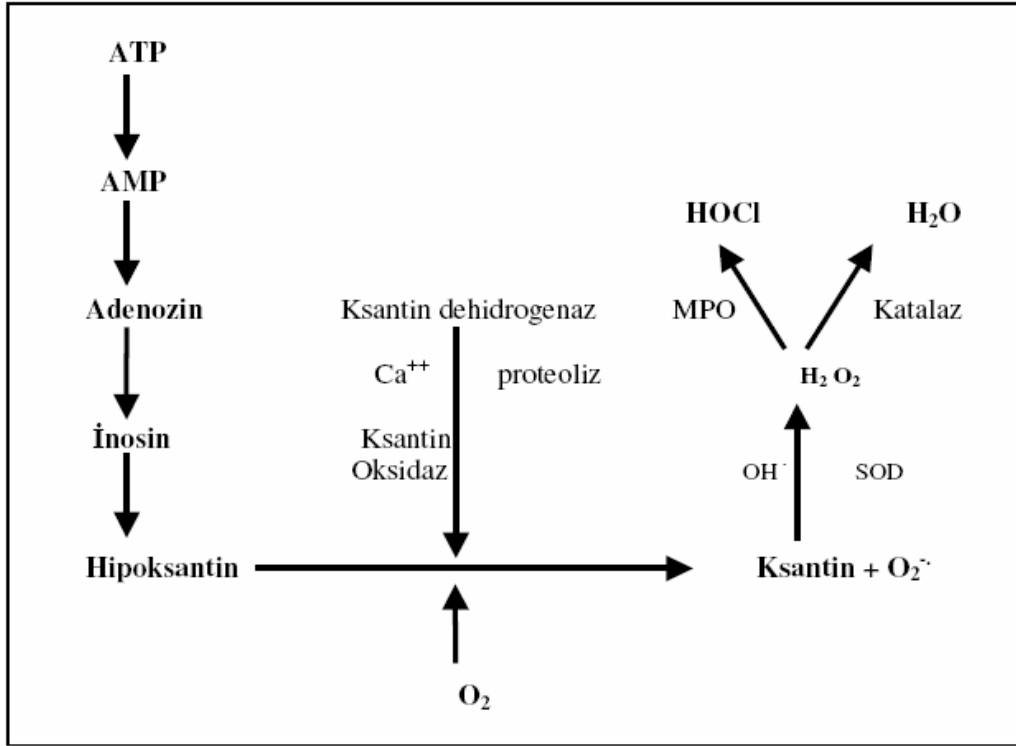 ATP
AMP
HOCl H₂O
Adenozin Ksantin dehidrogenaz MPO Katalaz
Ca⁺⁺ proteoliz H₂ O₂
İnosin Ksantin
Oksidaz OH˙ SOD
Hipoksantin Ksantin + O₂⁻˙
O₂